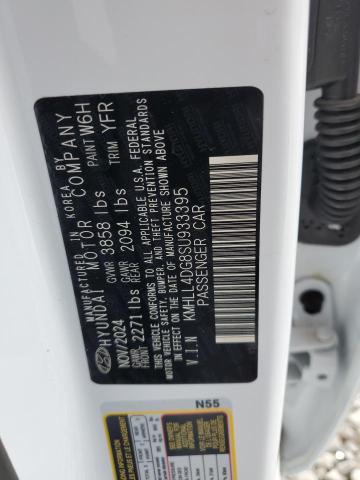 MANUFACTURED IN KOREA BY
HYUNDAI MOTOR COMPANY
NOV/2024 GVWR 3858 lbs PAINT W6H
GAWR FRONT 2271 lbs GAWR REAR 2094 lbs TRIM YFR
THIS VEHICLE CONFORMS TO ALL APPLICABLE U.S.A. FEDERAL
MOTOR VEHICLE SAFETY, BUMPER, AND THEFT PREVENTION STANDARDS
IN EFFECT ON THE DATE OF MANUFACTURE SHOWN ABOVE
V.I.N KMHLL4DG8SU933395
PASSENGER CAR
N55